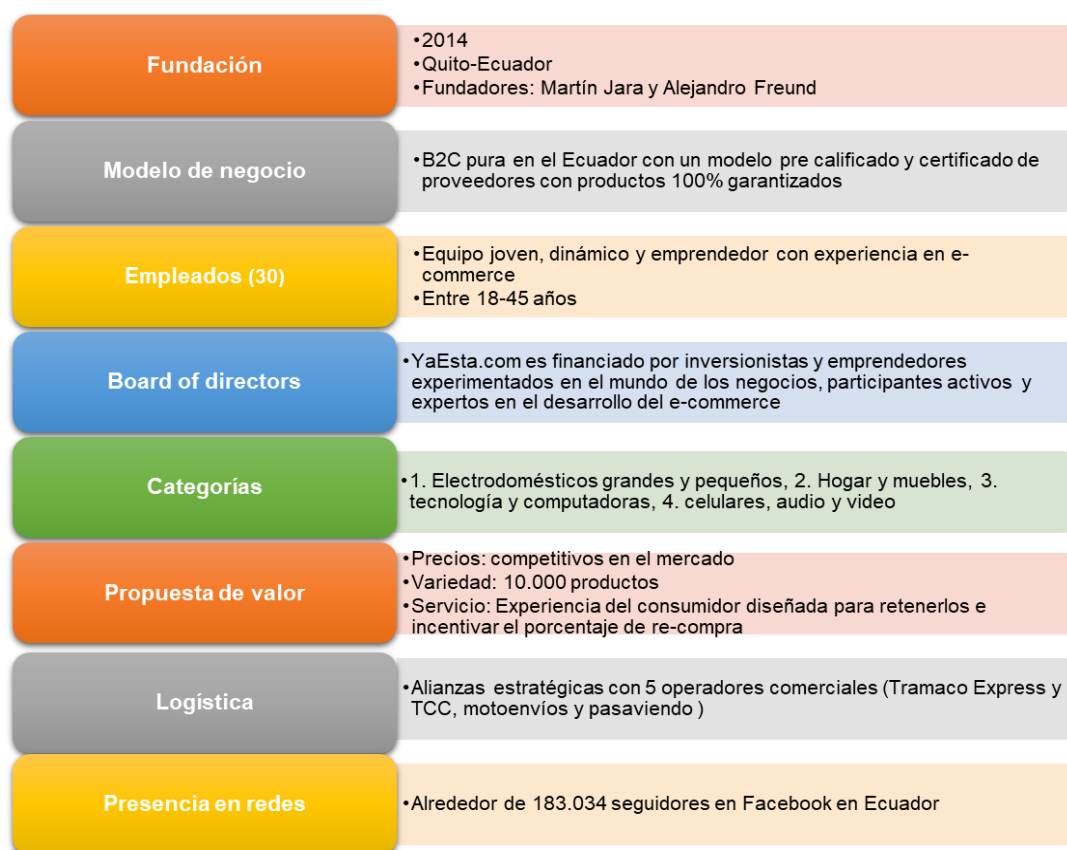 Fundación
•2014
•Quito-Ecuador
•Fundadores: Martín Jara y Alejandro Freund
Modelo de negocio
•B2C pura en el Ecuador con un modelo pre calificado y certificado de
proveedores con productos 100% garantizados
Empleados (30)
•Equipo joven, dinámico y emprendedor con experiencia en e-
commerce
•Entre 18-45 años
Board of directors
•YaEsta.com es financiado por inversionistas y emprendedores
experimentados en el mundo de los negocios, participantes activos y
expertos en el desarrollo del e-commerce
Categorías
•1. Electrodomésticos grandes y pequeños, 2. Hogar y muebles, 3.
tecnología y computadoras, 4. celulares, audio y video
Propuesta de valor
•Precios: competitivos en el mercado
•Variedad: 10.000 productos
•Servicio: Experiencia del consumidor diseñada para retenerlos e
incentivar el porcentaje de re-compra
Logística
•Alianzas estratégicas con 5 operadores comerciales (Tramaco Express y
TCC, motoenvíos y pasaviendo )
Presencia en redes
•Alrededor de 183.034 seguidores en Facebook en Ecuador